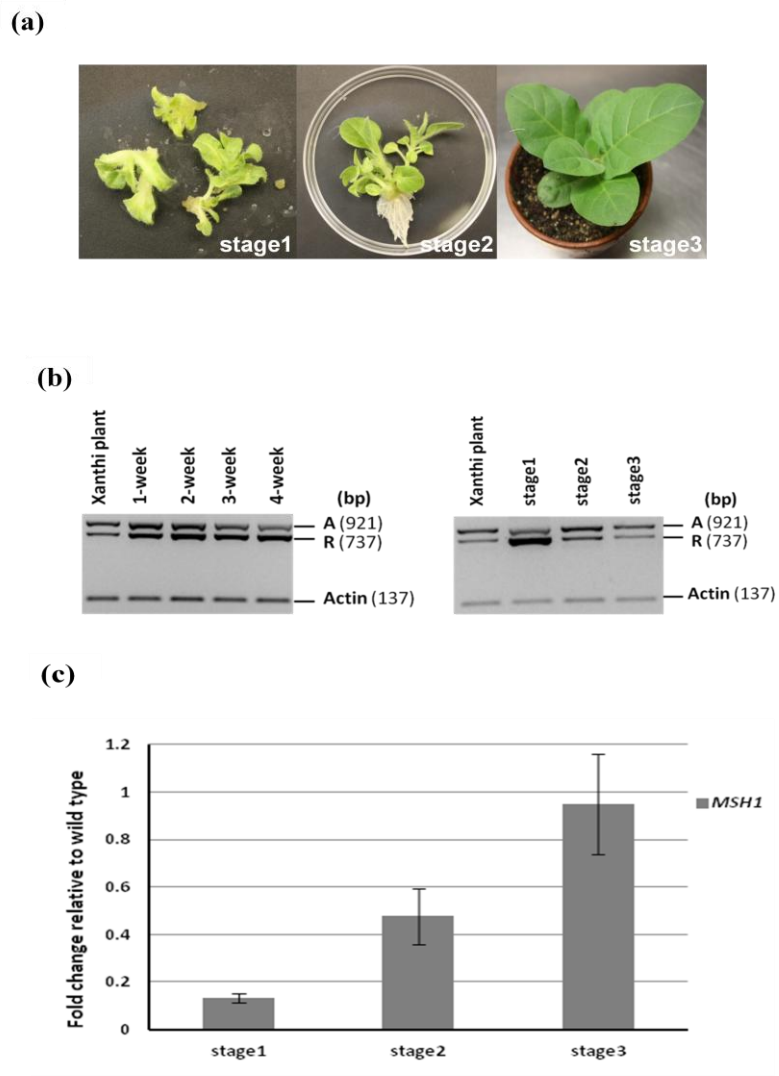 (a)
stage1 stage2 stage3
(b)
Xanthi plant 1-week 2-week 3-week 4-week (bp)
A (921)
R (737)
Actin (137)
Xanthi plant stage1 stage2 stage3 (bp)
A (921)
R (737)
Actin (137)
(c)
Fold change relative to wild type
1.2
1
0.8
0.6
0.4
0.2
0
stage1 stage2 stage3
MSH1